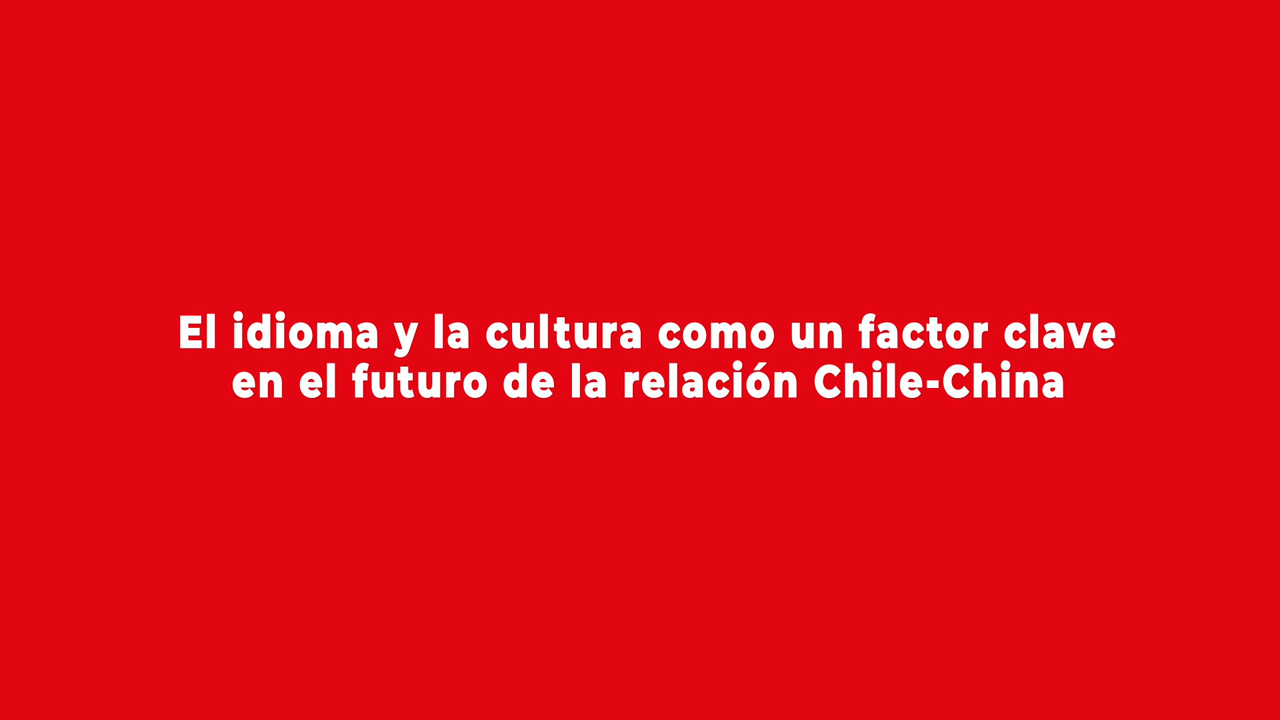 El idioma y la cultura como un factor clave
en el futuro de la relación Chile-China